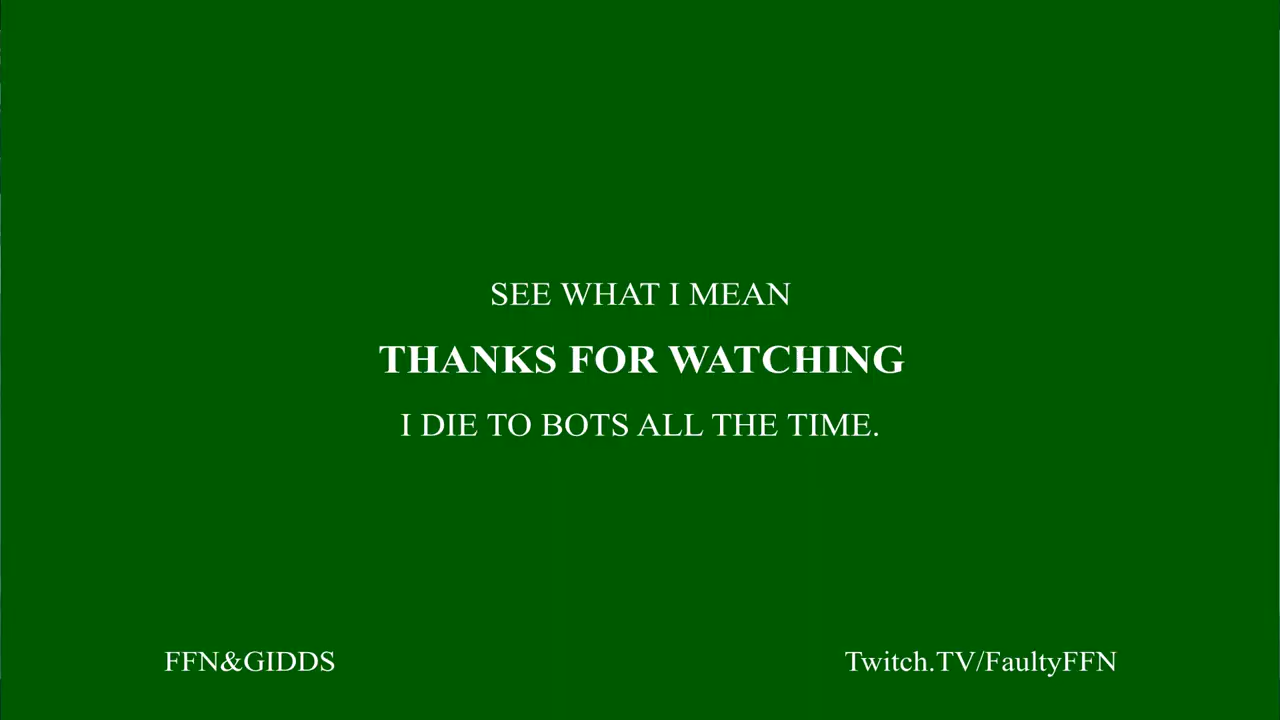 SEE WHAT I MEAN
THANKS FOR WATCHING
I DIE TO BOTS ALL THE TIME.
FFN&GIDDS
Twitch.TV/FaultyFFN